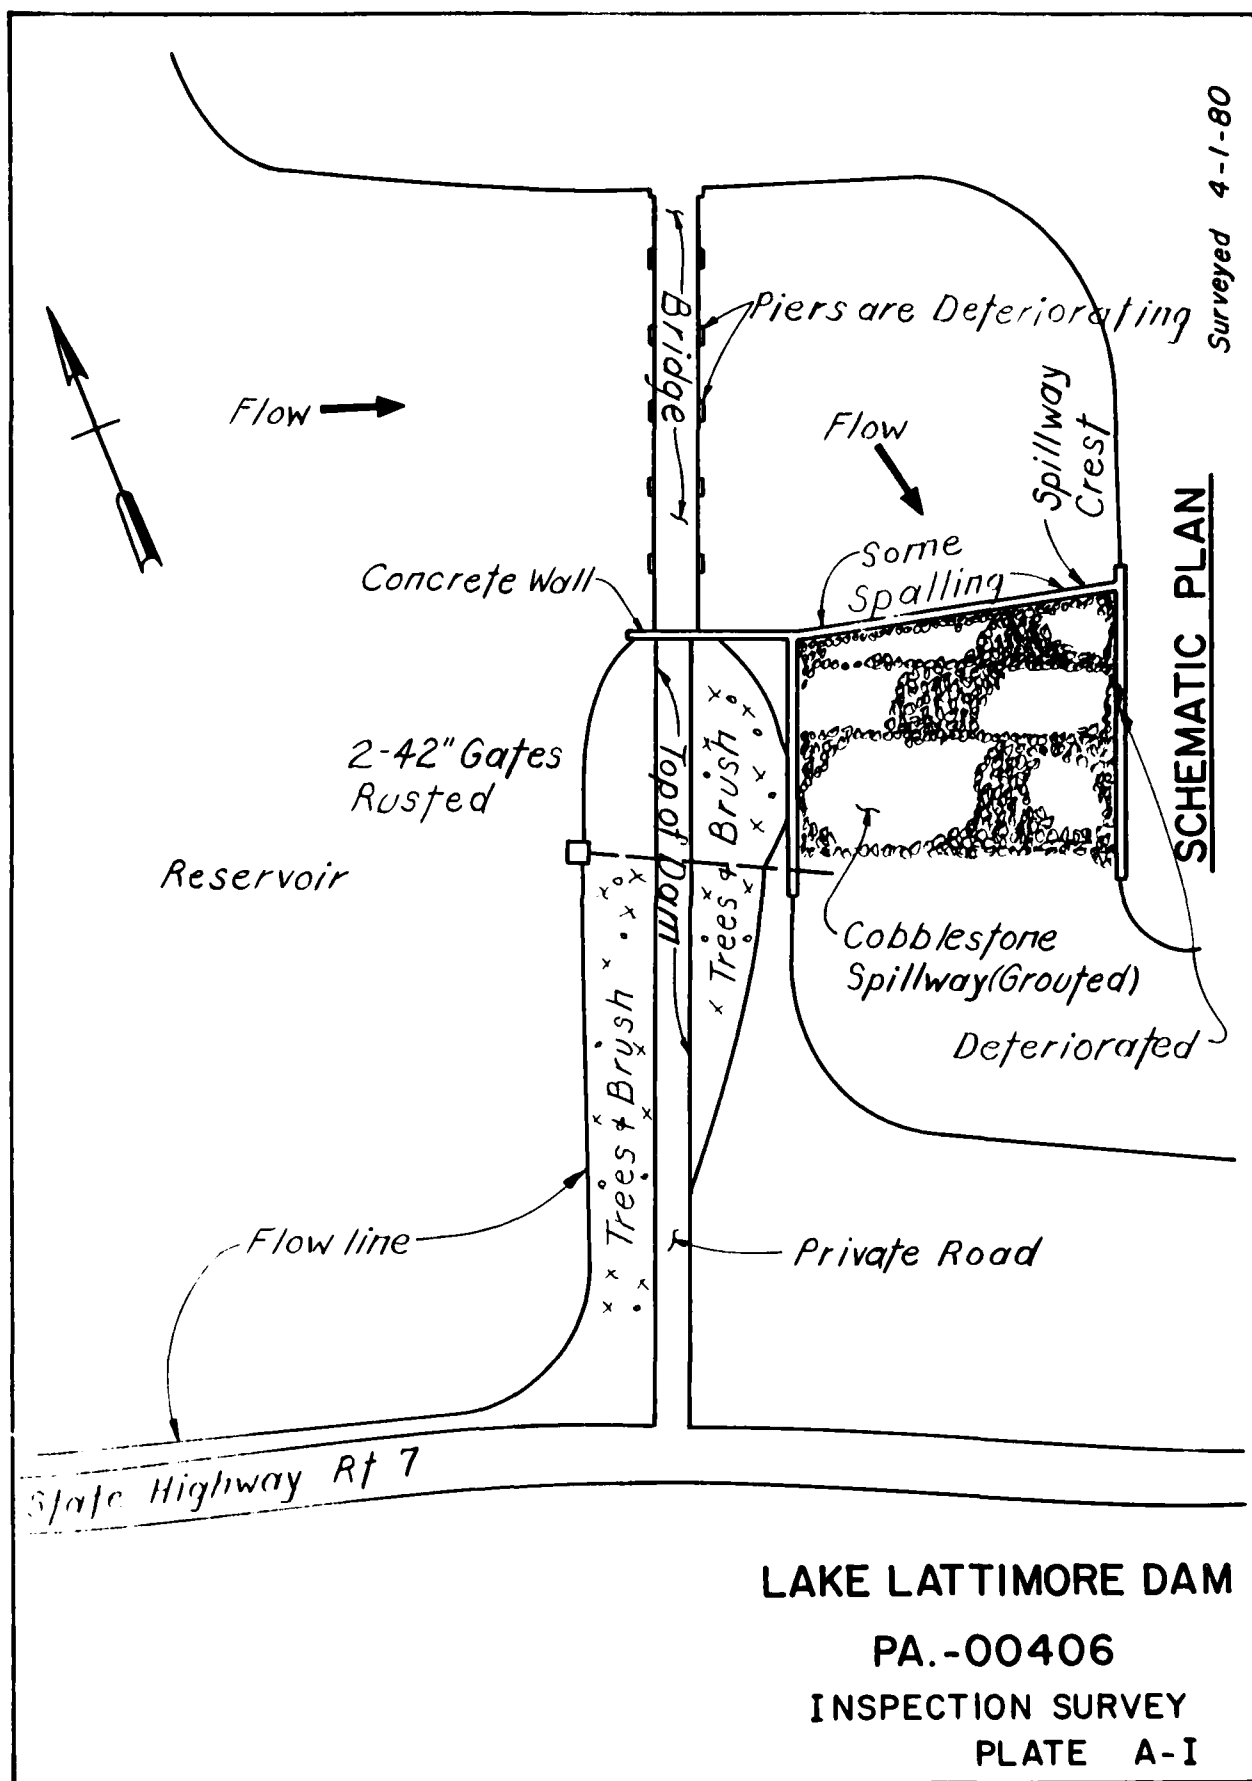 Surveyed 4-1-80
Bridge
Piers are Deteriorating
Flow
Flow
Spillway
Crest
Some
Spalling
Concrete Wall
SCHEMATIC PLAN
2-42" Gates
Rusted
Top of Dam
Trees & Brush
Reservoir
Cobblestone
Spillway (Grouted)
Deteriorated
Trees & Brush
Flow line
Private Road
State Highway Rt 7
LAKE LATTIMORE DAM
PA.-00406
INSPECTION SURVEY
PLATE A-I